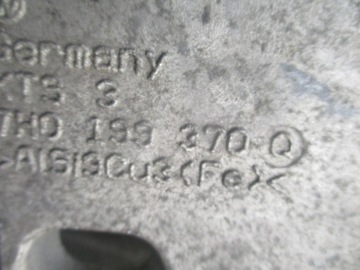 Germany
KTS 3
7H0 199 370 Q
>AlSi9Cu3(Fe)<